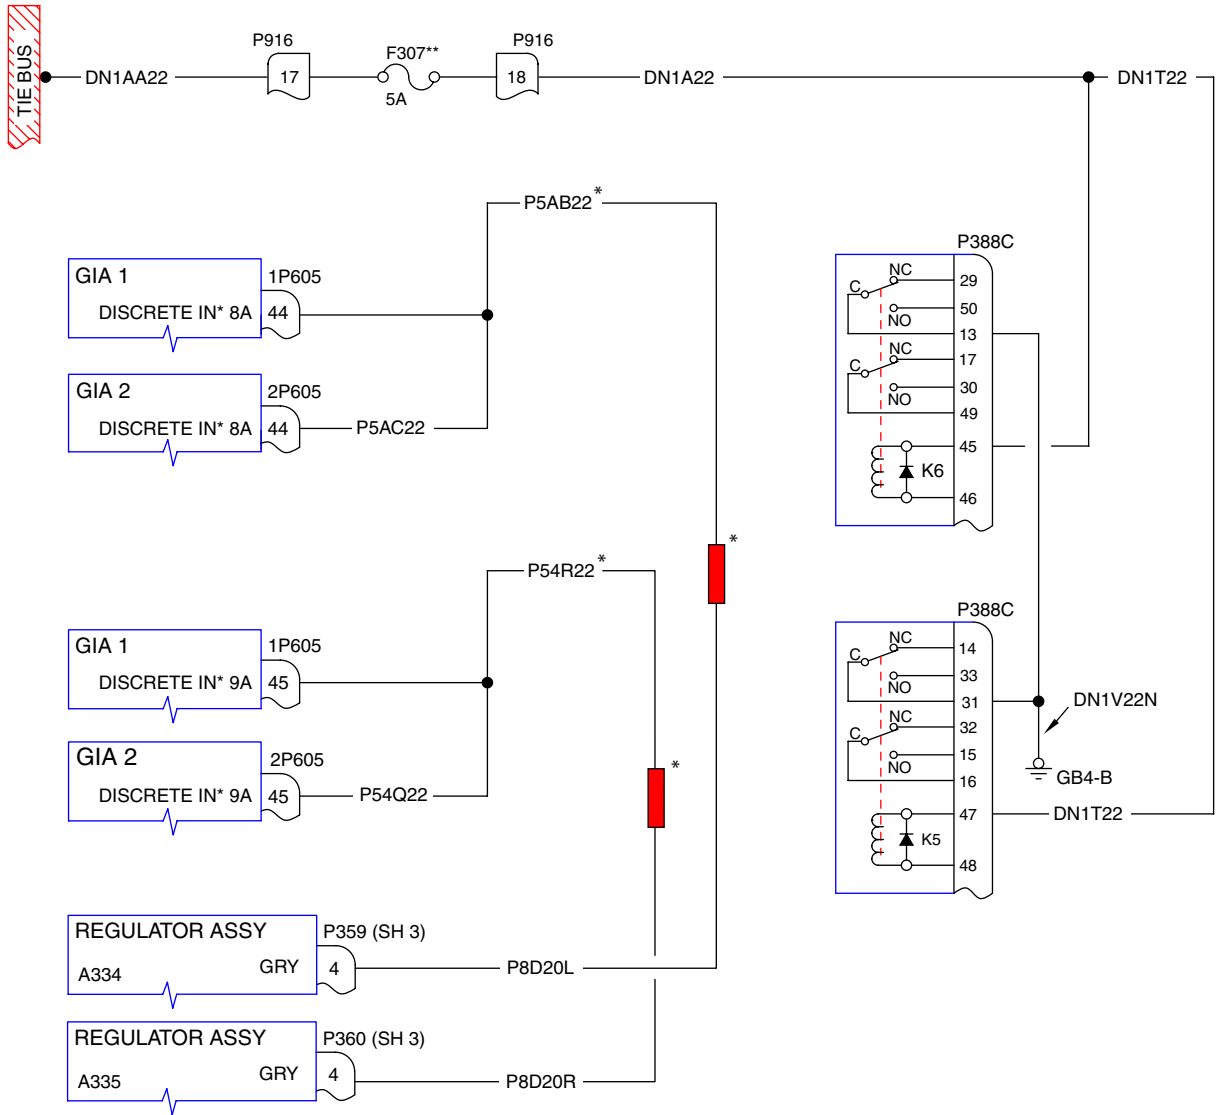 TIE BUS
DN1AA22
P916
17
F307**
5A
P916
18
DN1A22
DN1T22
P5AB22*
GIA 1
DISCRETE IN* 8A
1P605
44
GIA 2
DISCRETE IN* 8A
2P605
44
P5AC22
P388C
C
NC
29
50
NO
13
C
NC
17
30
NO
49
45
K6
46
*
P54R22*
GIA 1
DISCRETE IN* 9A
1P605
45
GIA 2
DISCRETE IN* 9A
2P605
45
P54Q22
*
P388C
C
NC
14
33
NO
31
C
NC
32
15
NO
16
47
K5
48
DN1V22N
GB4-B
DN1T22
REGULATOR ASSY
A334
GRY
P359 (SH 3)
4
P8D20L
REGULATOR ASSY
A335
GRY
P360 (SH 3)
4
P8D20R